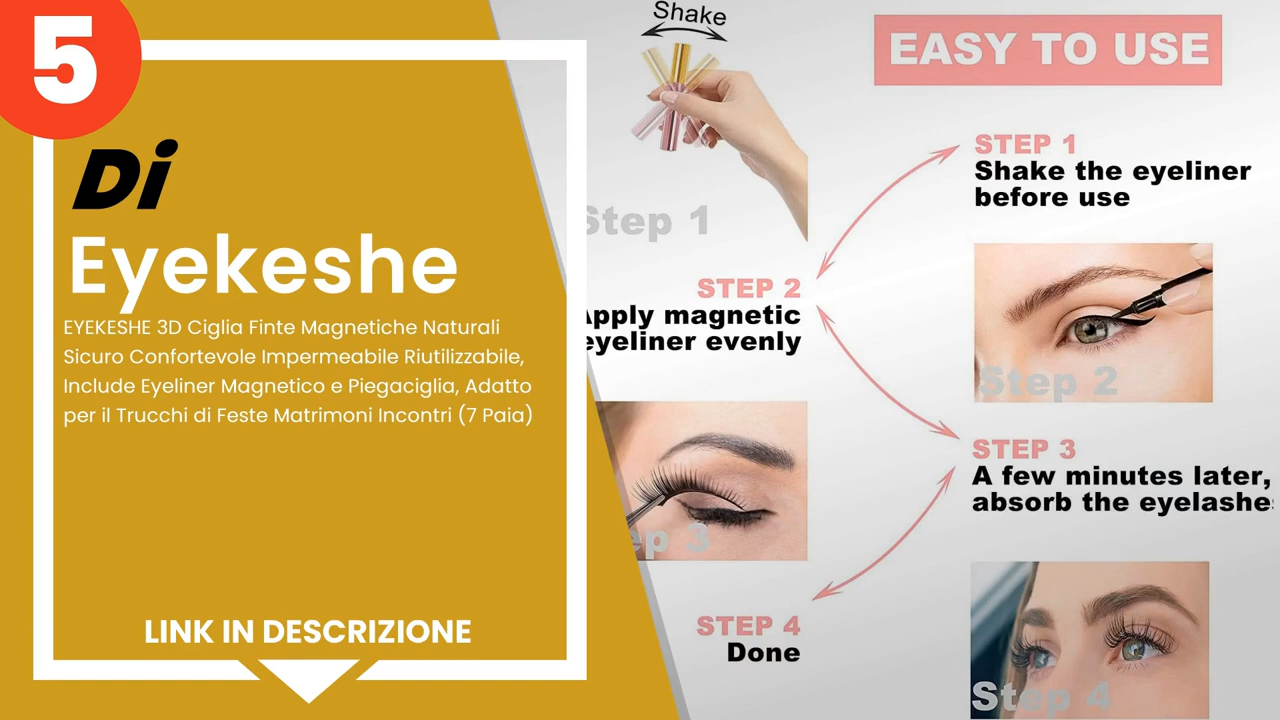 5
Di
Eyekeshe
EYEKESHE 3D Ciglia Finte Magnetiche Naturali
Sicuro Confortevole Impermeabile Riutilizzabile,
Include Eyeliner Magnetico e Piegaciglia, Adatto
per il Trucchi di Feste Matrimoni Incontri (7 Paia)
LINK IN DESCRIZIONE
Shake
EASY TO USE
Step 1
STEP 1
Shake the eyeliner
before use
STEP 2
Apply magnetic
eyeliner evenly
Step 2
STEP 3
A few minutes later,
absorb the eyelashes
ep 3
STEP 4
Done
Step 4